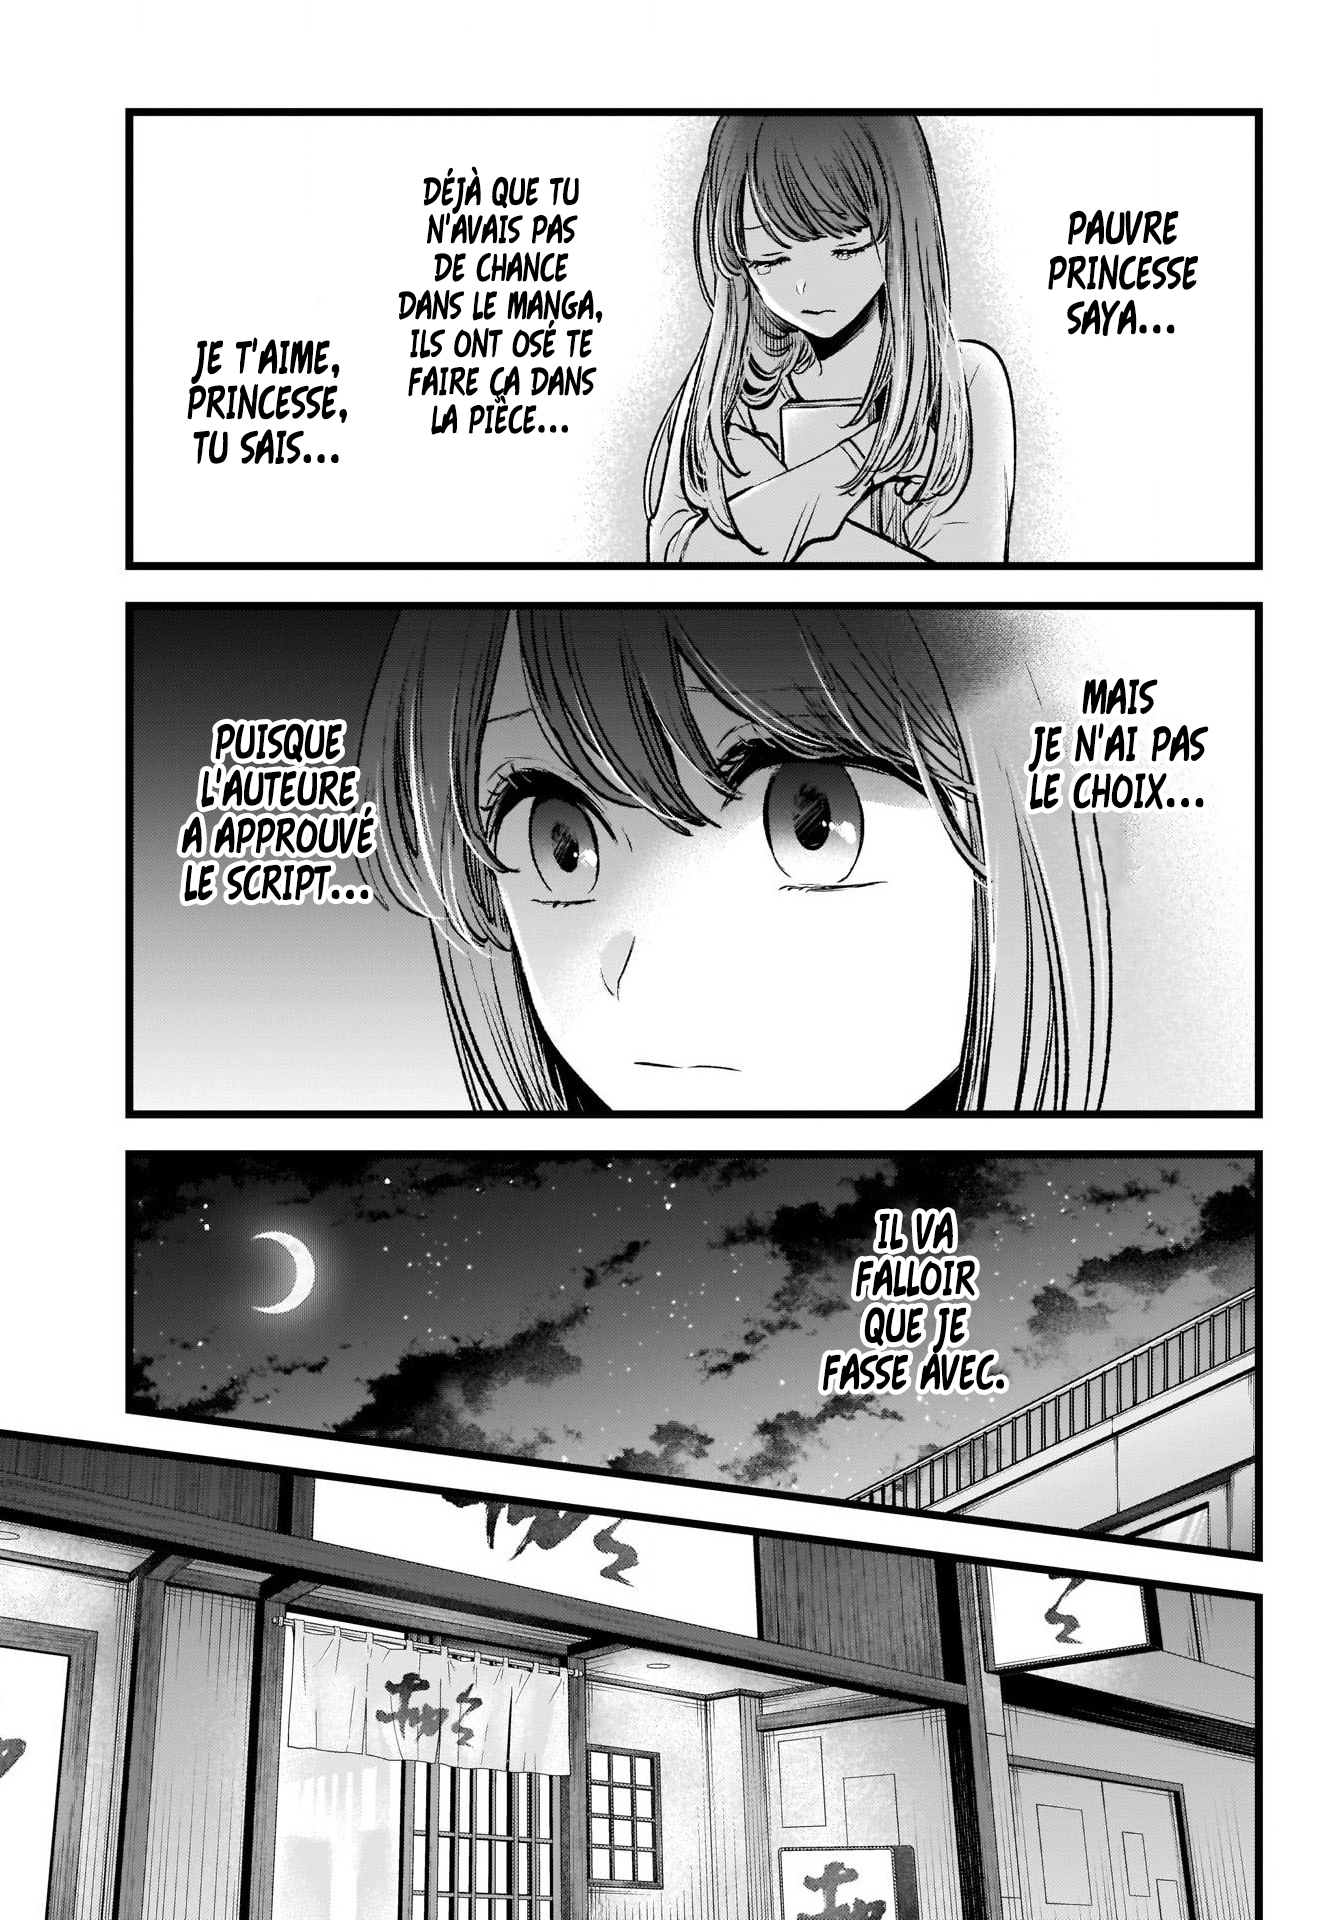 PAUVRE
PRINCESSE
SAYA...
DÉJÀ QUE TU
N'AVAIS PAS
DE CHANCE
DANS LE MANGA,
ILS ONT OSÉ TE
FAIRE ÇA DANS
LA PIÈCE...
JE T'AIME,
PRINCESSE,
TU SAIS...
MAIS
JE N'AI PAS
LE CHOIX...
PUISQUE
L'AUTEURE
A APPROUVÉ
LE SCRIPT...
IL VA
FALLOIR
QUE JE
FASSE AVEC.